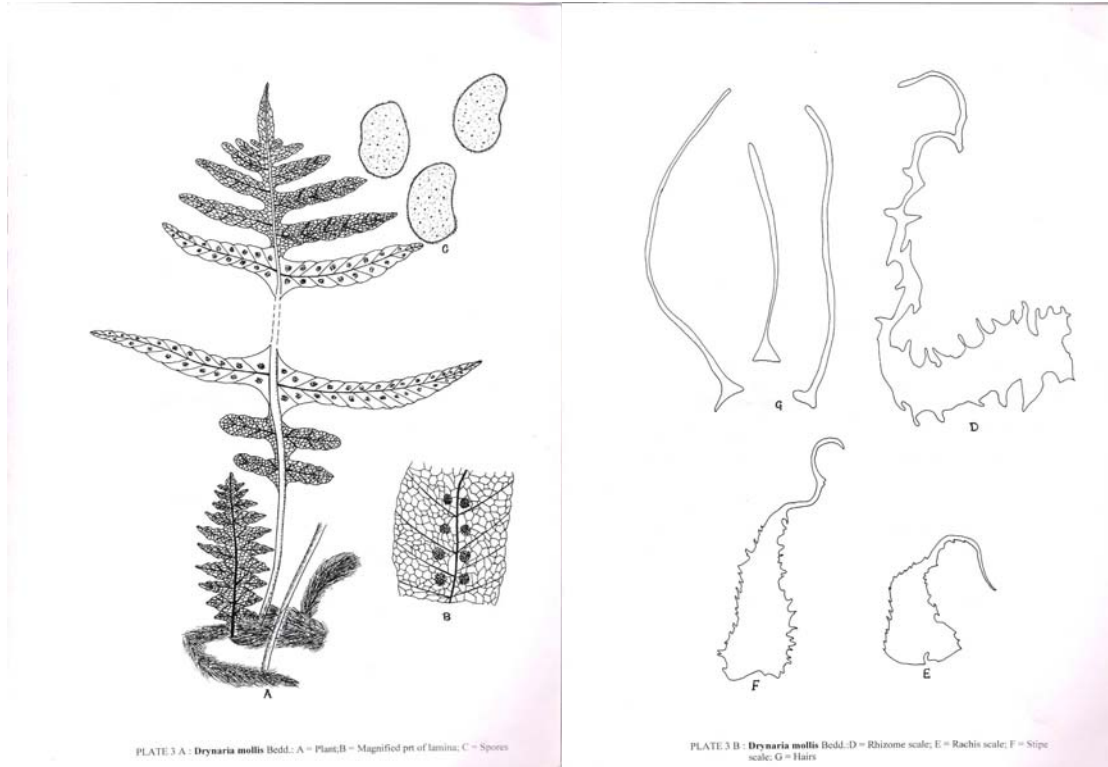 C
B
A
PLATE 3 A : Drynaria mollis Bedd.: A = Plant;B = Magnified prt of lamina; C = Spores
G
D
F
E
PLATE 3 B : Drynaria mollis Bedd.:D = Rhizome scale; E = Rachis scale; F = Stipe
scale; G = Hairs